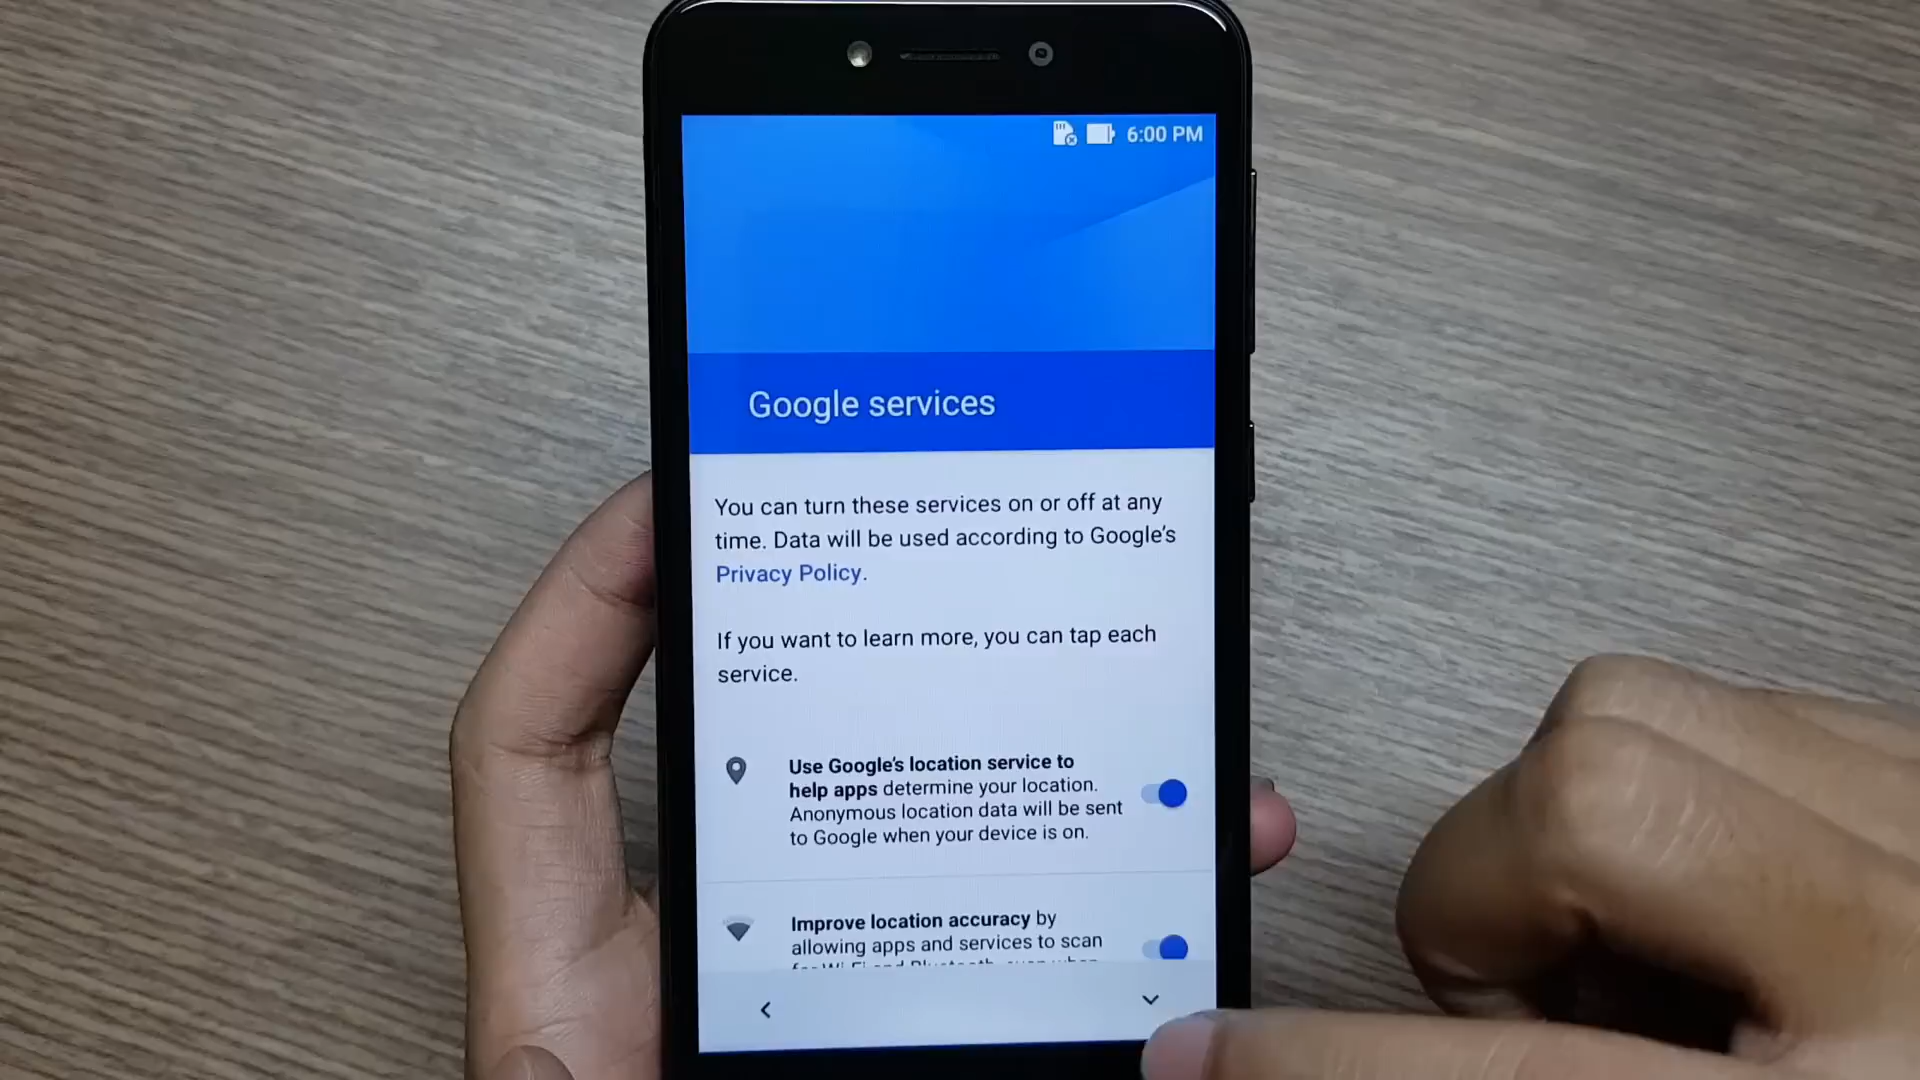 6:00 PM
Google services
You can turn these services on or off at any
time. Data will be used according to Google's
Privacy Policy.
If you want to learn more, you can tap each
service.
Use Google's location service to
help apps determine your location.
Anonymous location data will be sent
to Google when your device is on.
Improve location accuracy by
allowing apps and services to scan